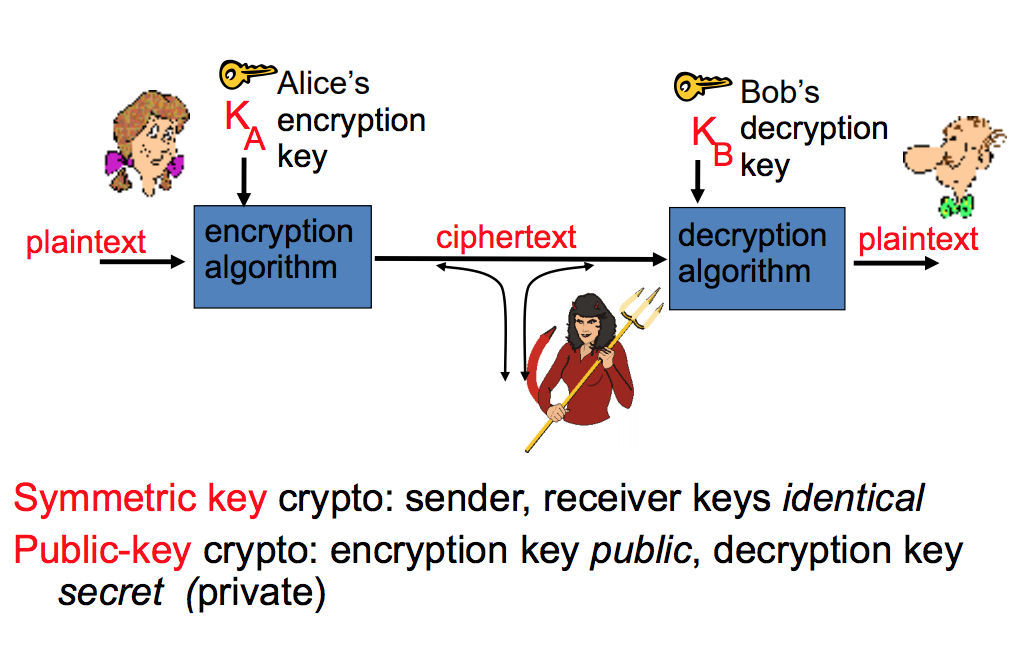 Alice’s
K A encryption
key
Bob’s
K B decryption
key
plaintext
encryption
algorithm
ciphertext
decryption
algorithm
plaintext
Symmetric key crypto: sender, receiver keys identical
Public-key crypto: encryption key public, decryption key
secret (private)